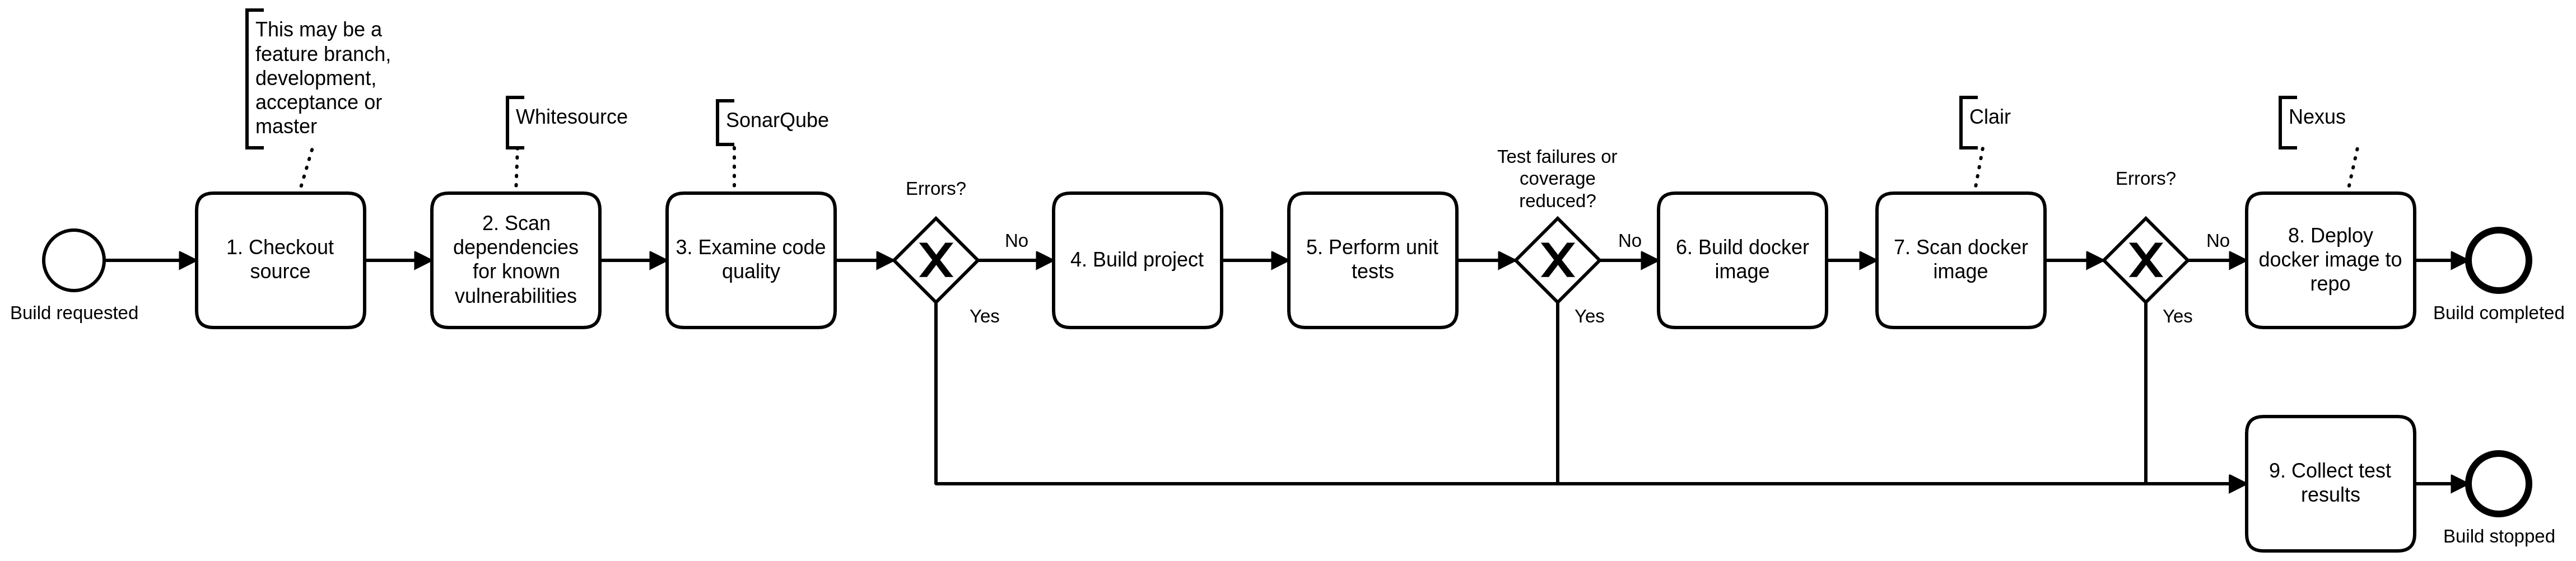 This may be a
feature branch,
development,
acceptance or
master
Whitesource
SonarQube
Clair
Nexus
Build requested
1. Checkout
source
2. Scan
dependencies
for known
vulnerabilities
3. Examine code
quality
Errors?
X
No
Yes
4. Build project
5. Perform unit
tests
Test failures or
coverage
reduced?
X
No
Yes
6. Build docker
image
7. Scan docker
image
Errors?
X
No
Yes
8. Deploy
docker image to
repo
Build completed
9. Collect test
results
Build stopped